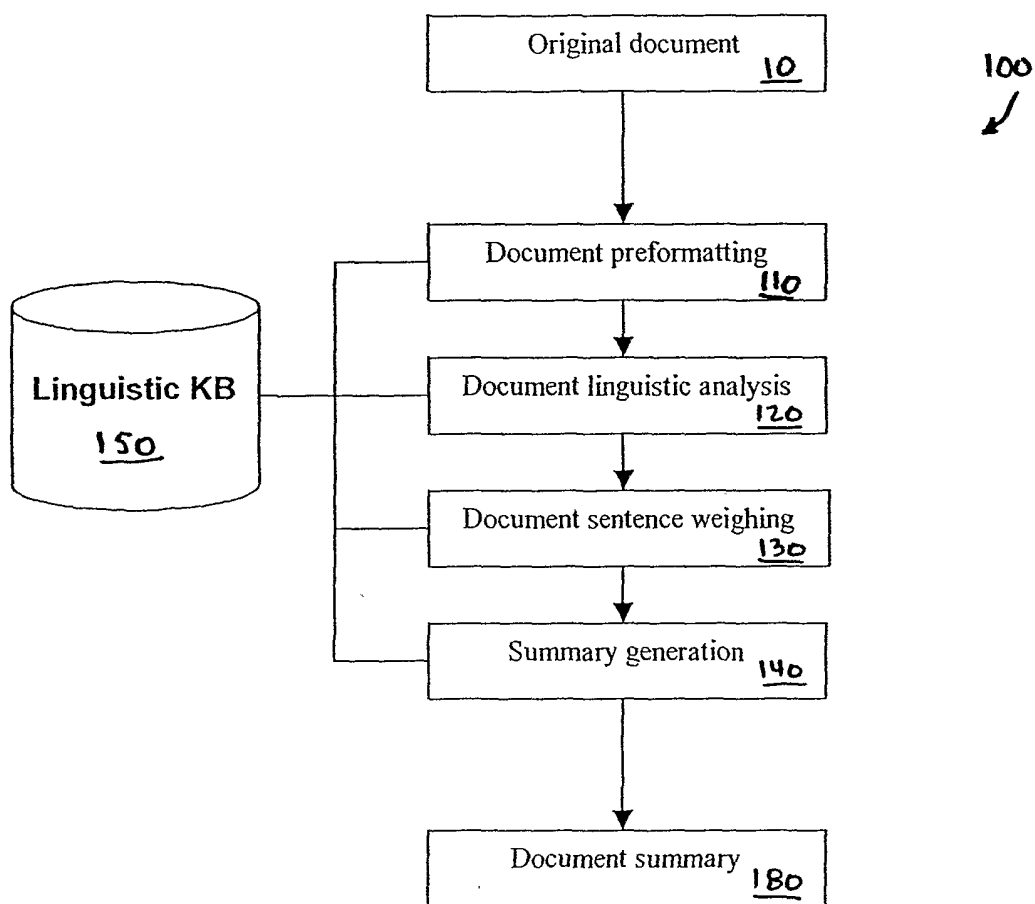 Original document
10
100
Document preformatting
110
Linguistic KB
150
Document linguistic analysis
120
Document sentence weighing
130
Summary generation
140
Document summary
180